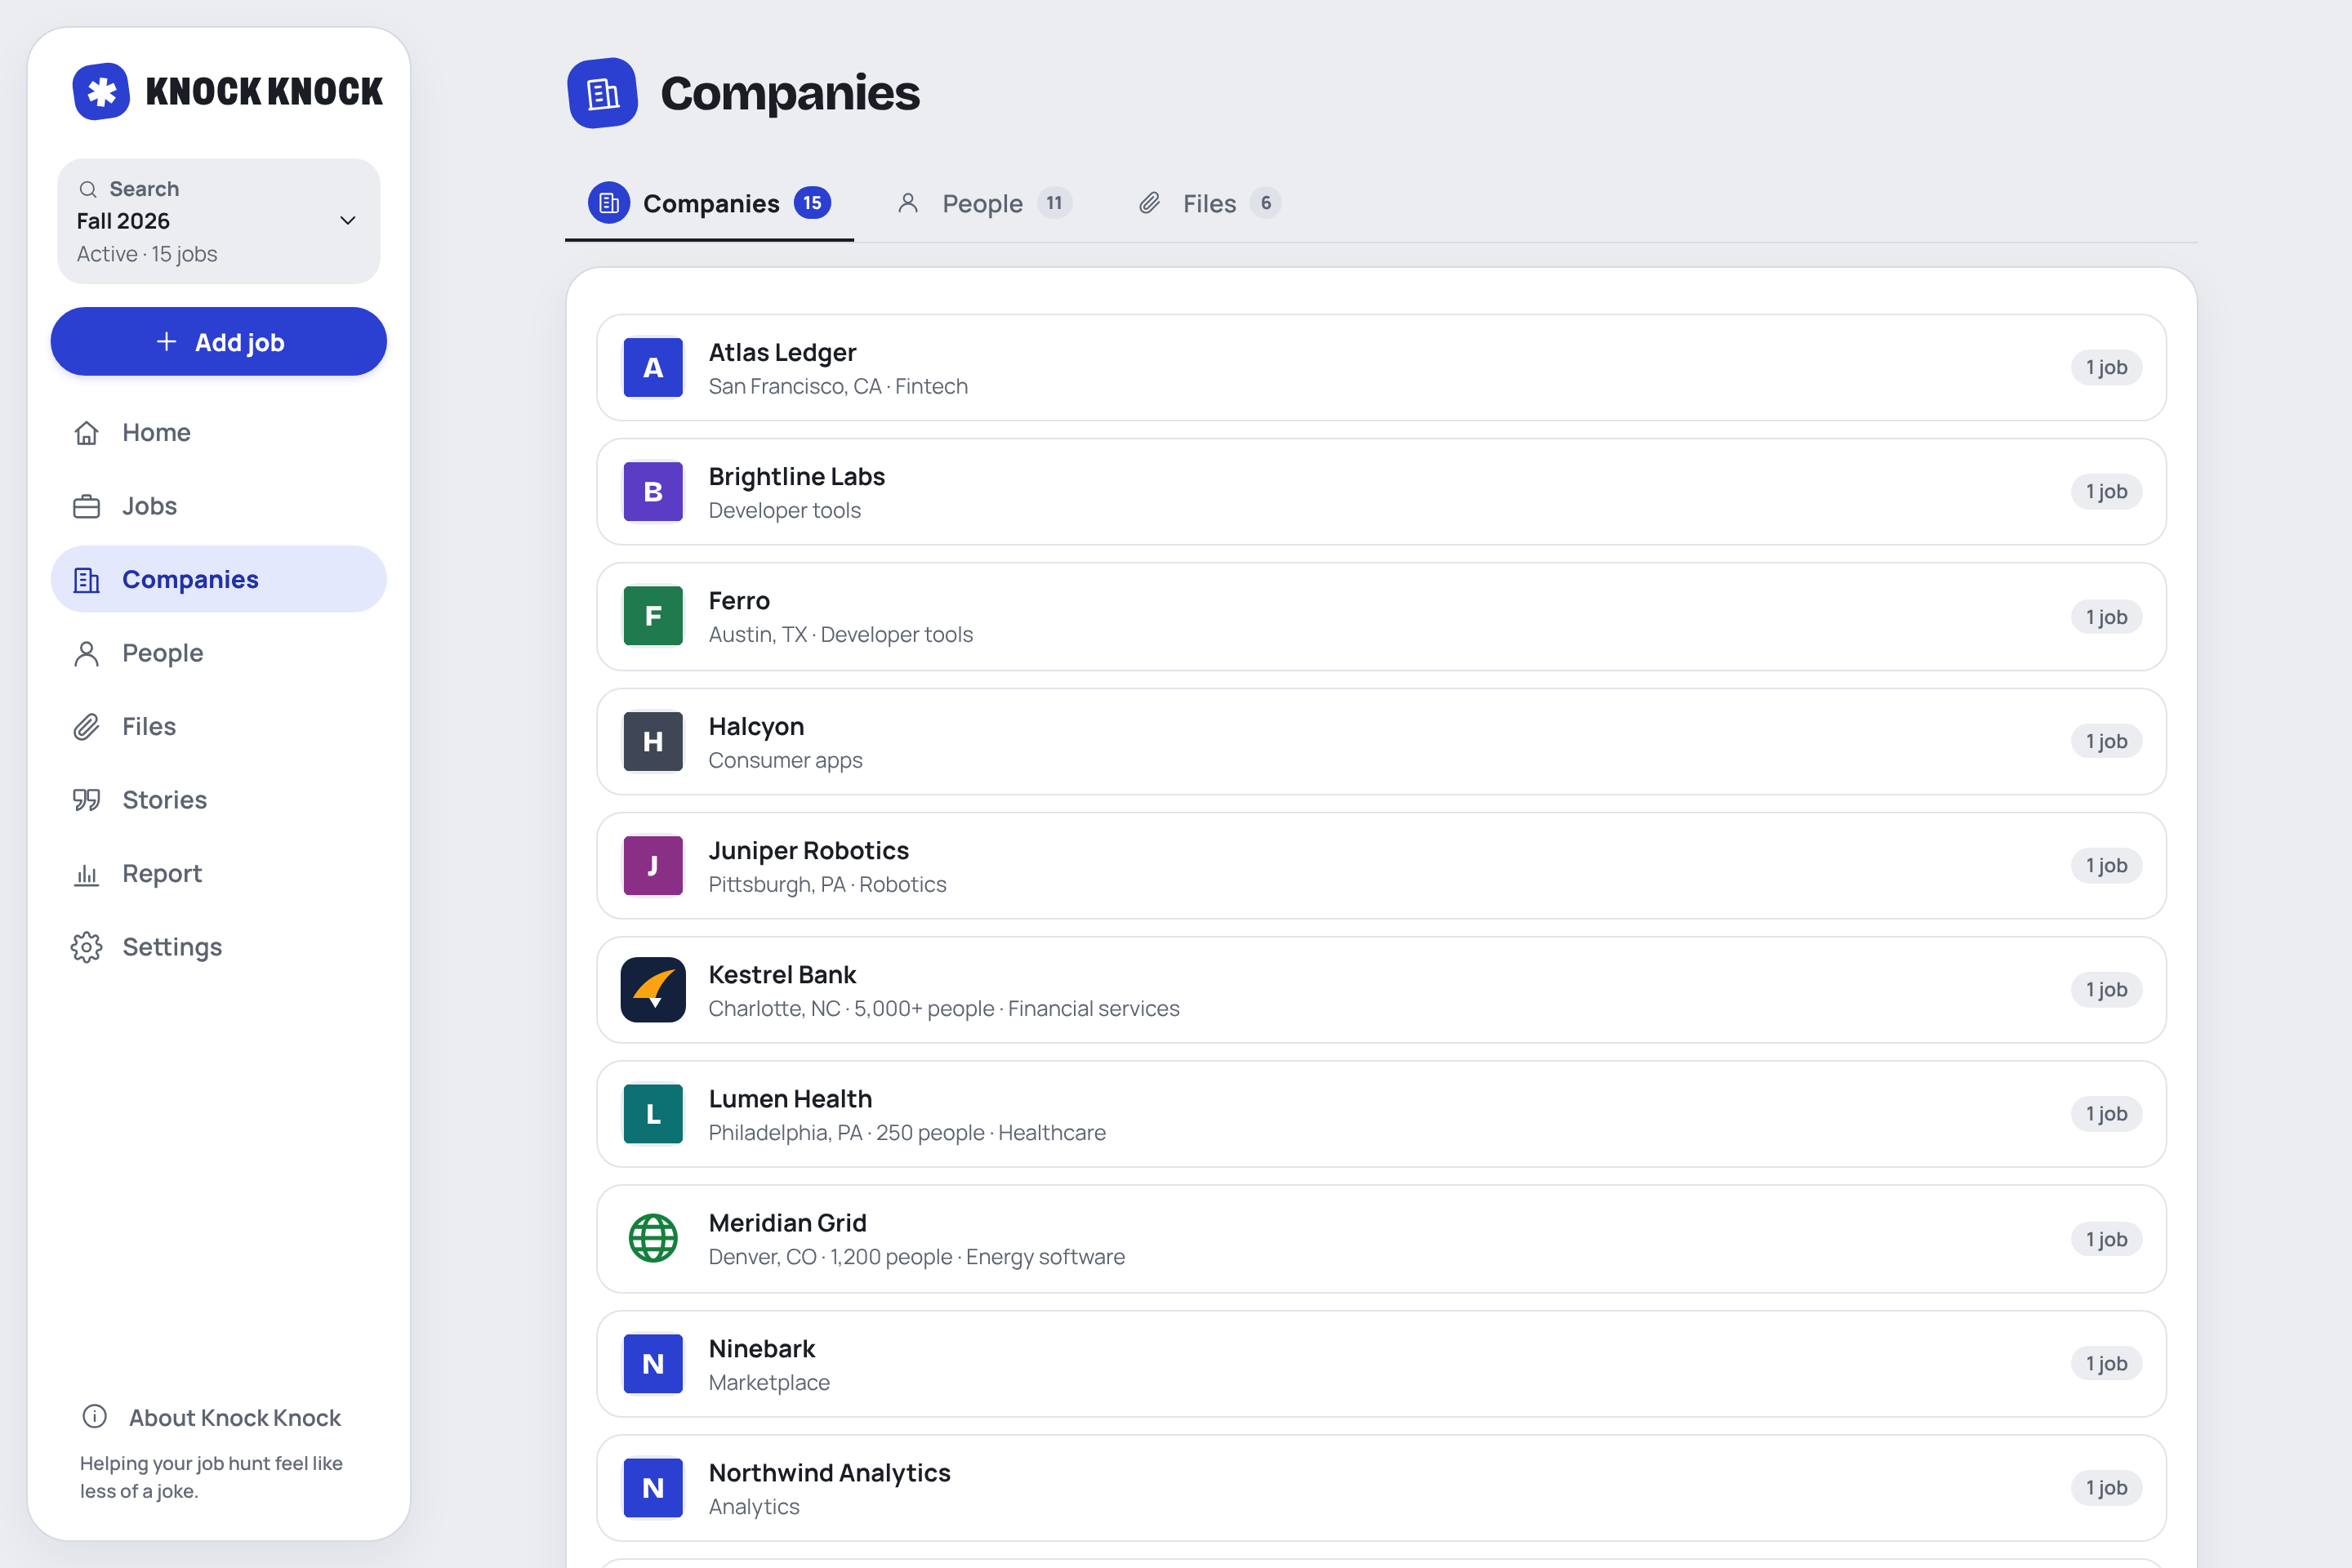 KNOCK KNOCK
Search
Fall 2026
Active · 15 jobs
Add job
Home
Jobs
Companies
People
Files
Stories
Report
Settings
About Knock Knock
Helping your job hunt feel like
less of a joke.
Companies
Companies 15
People 11
Files 6
A
Atlas Ledger
San Francisco, CA · Fintech
1 job
B
Brightline Labs
Developer tools
1 job
F
Ferro
Austin, TX · Developer tools
1 job
H
Halcyon
Consumer apps
1 job
J
Juniper Robotics
Pittsburgh, PA · Robotics
1 job
Kestrel Bank
Charlotte, NC · 5,000+ people · Financial services
1 job
L
Lumen Health
Philadelphia, PA · 250 people · Healthcare
1 job
Meridian Grid
Denver, CO · 1,200 people · Energy software
1 job
N
Ninebark
Marketplace
1 job
N
Northwind Analytics
Analytics
1 job